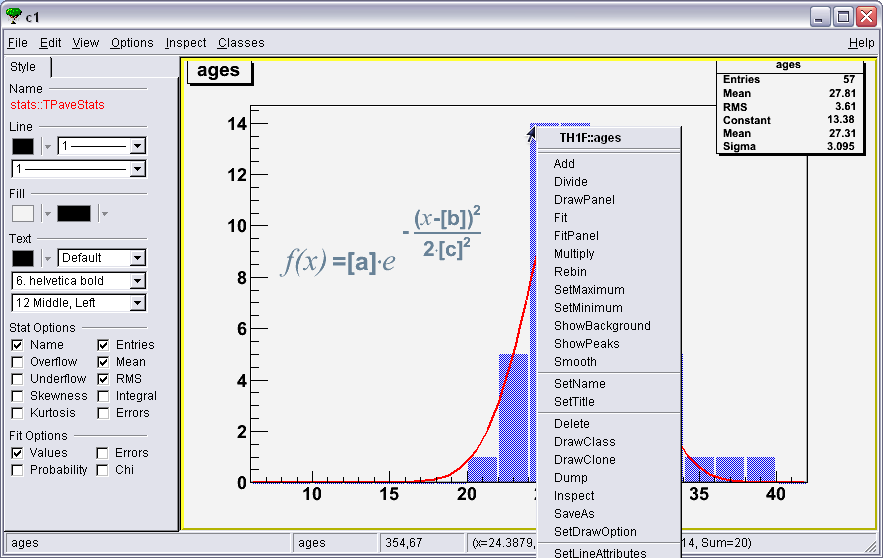 c1
File Edit View Options Inspect Classes Help
Style
Name
stats::TPaveStats
Line
1
1
Fill
Text
Default
6. helvetica bold
12 Middle, Left
Stat Options
Name Entries
Overflow Mean
Underflow RMS
Skewness Integral
Kurtosis Errors
Fit Options
Values Errors
Probability Chi
ages
ages
Entries 57
Mean 27.81
RMS 3.61
Constant 13.38
Mean 27.31
Sigma 3.095
14
12
10
8
6
4
2
0
10 15 20 2 35 40
f(x)=[a]·e
-(x-[b])²
2·[c]²
TH1F::ages
Add
Divide
DrawPanel
Fit
FitPanel
Multiply
Rebin
SetMaximum
SetMinimum
ShowBackground
ShowPeaks
Smooth
SetName
SetTitle
Delete
DrawClass
DrawClone
Dump
Inspect
SaveAs
SetDrawOption
SetLineAttributes
ages ages 354,67 (x=24.3879, 14, Sum=20)